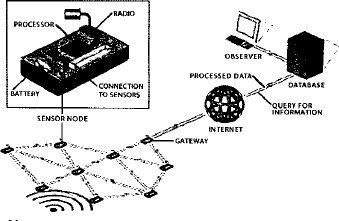 RADIO
PROCESSOR
BATTERY
CONNECTION
TO SENSORS
SENSOR NODE
OBSERVER
PROCESSED DATA
DATABASE
QUERY FOR
INFORMATION
INTERNET
GATEWAY